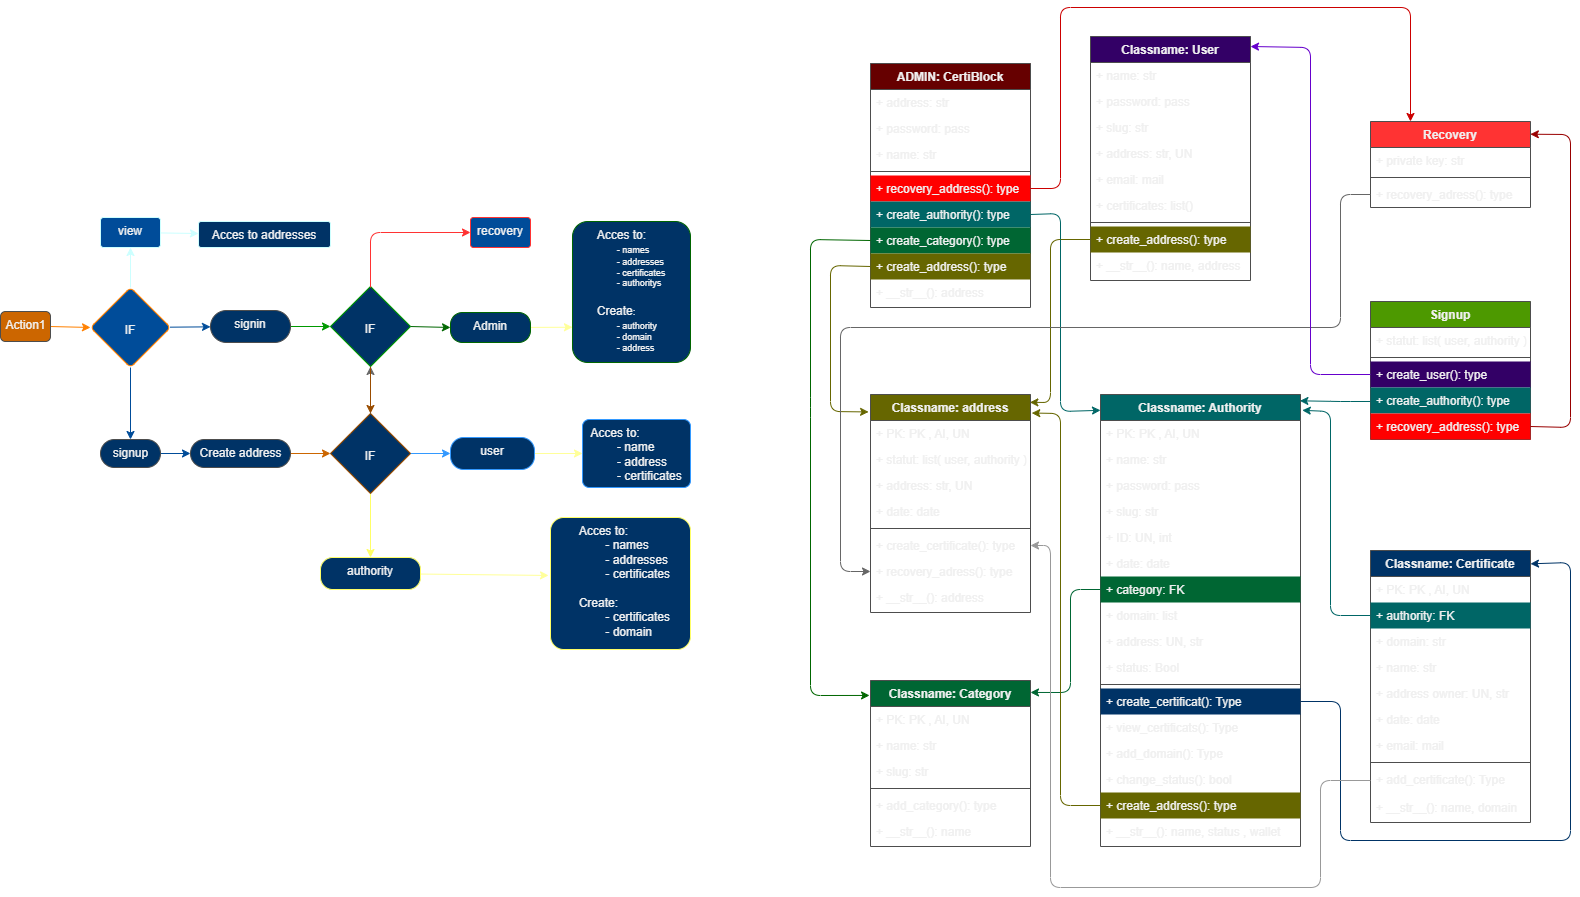 view
Acces to addresses
recovery
Action1
IF
signin
IF
Admin
Acces to:
- names
- addresses
- certificates
- authoritys
Create:
- authority
- domain
- address
signup
Create address
IF
user
Acces to:
- name
- address
- certificates
authority
Acces to:
- names
- addresses
- certificates
Create:
- certificates
- domain
ADMIN: CertiBlock
+ address: str
+ password: pass
+ name: str
+ recovery_address(): type
+ create_authority(): type
+ create_category(): type
+ create_address(): type
+ __str__(): address
Classname: User
+ name: str
+ password: pass
+ slug: str
+ address: str, UN
+ email: mail
+ certificates: list()
+ create_address(): type
+ __str__(): name, address
Recovery
+ private key: str
+ recovery_adress(): type
Signup
+ statut: list( user, authority )
+ create_user(): type
+ create_authority(): type
+ recovery_address(): type
Classname: address
+ PK: PK , AI, UN
+ statut: list( user, authority )
+ address: str, UN
+ date: date
+ create_certificate(): type
+ recovery_adress(): type
+ __str__(): address
Classname: Authority
+ PK: PK , AI, UN
+ name: str
+ password: pass
+ slug: str
+ ID: UN, int
+ date: date
+ category: FK
+ domain: list
+ address: UN, str
+ status: Bool
+ create_certificat(): Type
+ view_certificats(): Type
+ add_domain(): Type
+ change_status(): bool
+ create_address(): type
+ __str__(): name, status , wallet
Classname: Certificate
+ PK: PK , AI, UN
+ authority: FK
+ domain: str
+ name: str
+ address owner: UN, str
+ date: date
+ email: mail
+ add_certificate(): Type
+ __str__(): name, domain
Classname: Category
+ PK: PK , AI, UN
+ name: str
+ slug: str
+ add_category(): type
+ __str__(): name